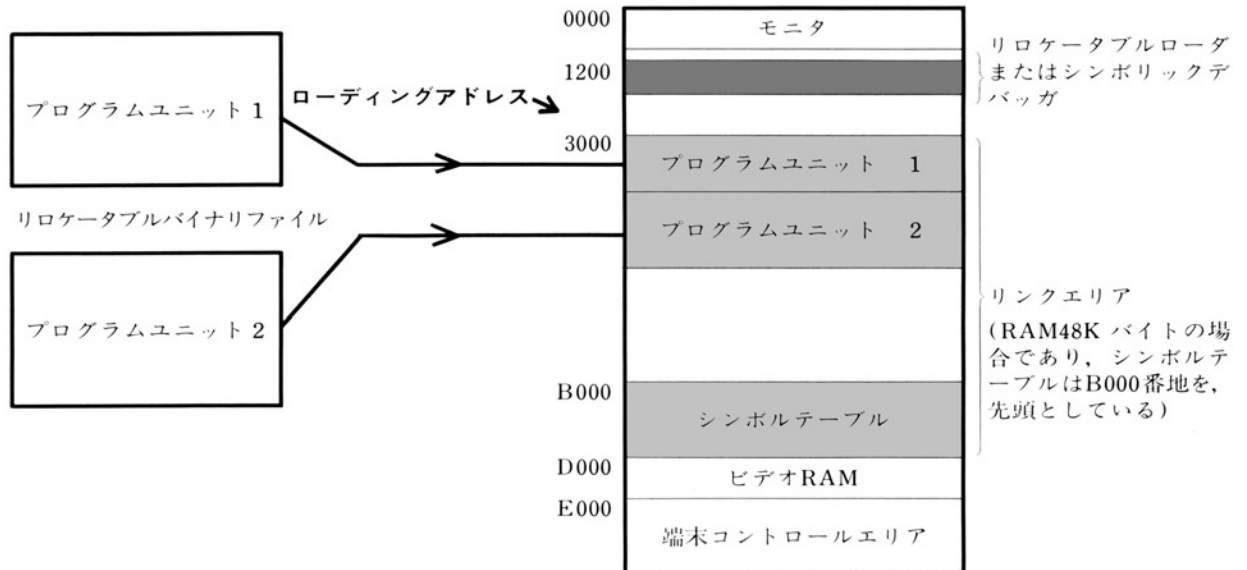 プログラムユニット 1
リロケータブルバイナリファイル
プログラムユニット 2
ローディングアドレス
0000
モニタ
1200
3000
プログラムユニット 1
プログラムユニット 2
B000
シンボルテーブル
D000
ビデオRAM
E000
端末コントロールエリア
リロケータブルローダ
またはシンボリックデ
バッガ
リンクエリア
(RAM48K バイトの場
合であり, シンボルテ
ーブルはB000番地を,
先頭としている)